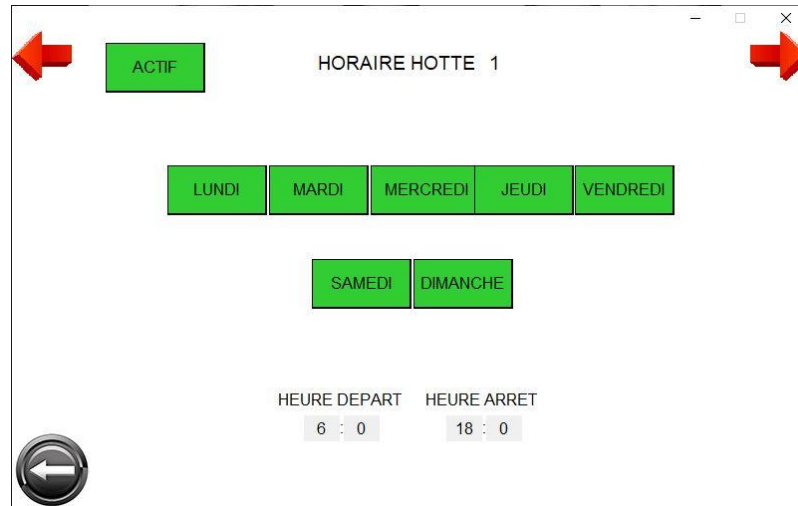 ACTIF
HORAIRE HOTTE 1
LUNDI MARDI MERCREDI JEUDI VENDREDI
SAMEDI DIMANCHE
HEURE DEPART HEURE ARRET
6 : 0 18 : 0